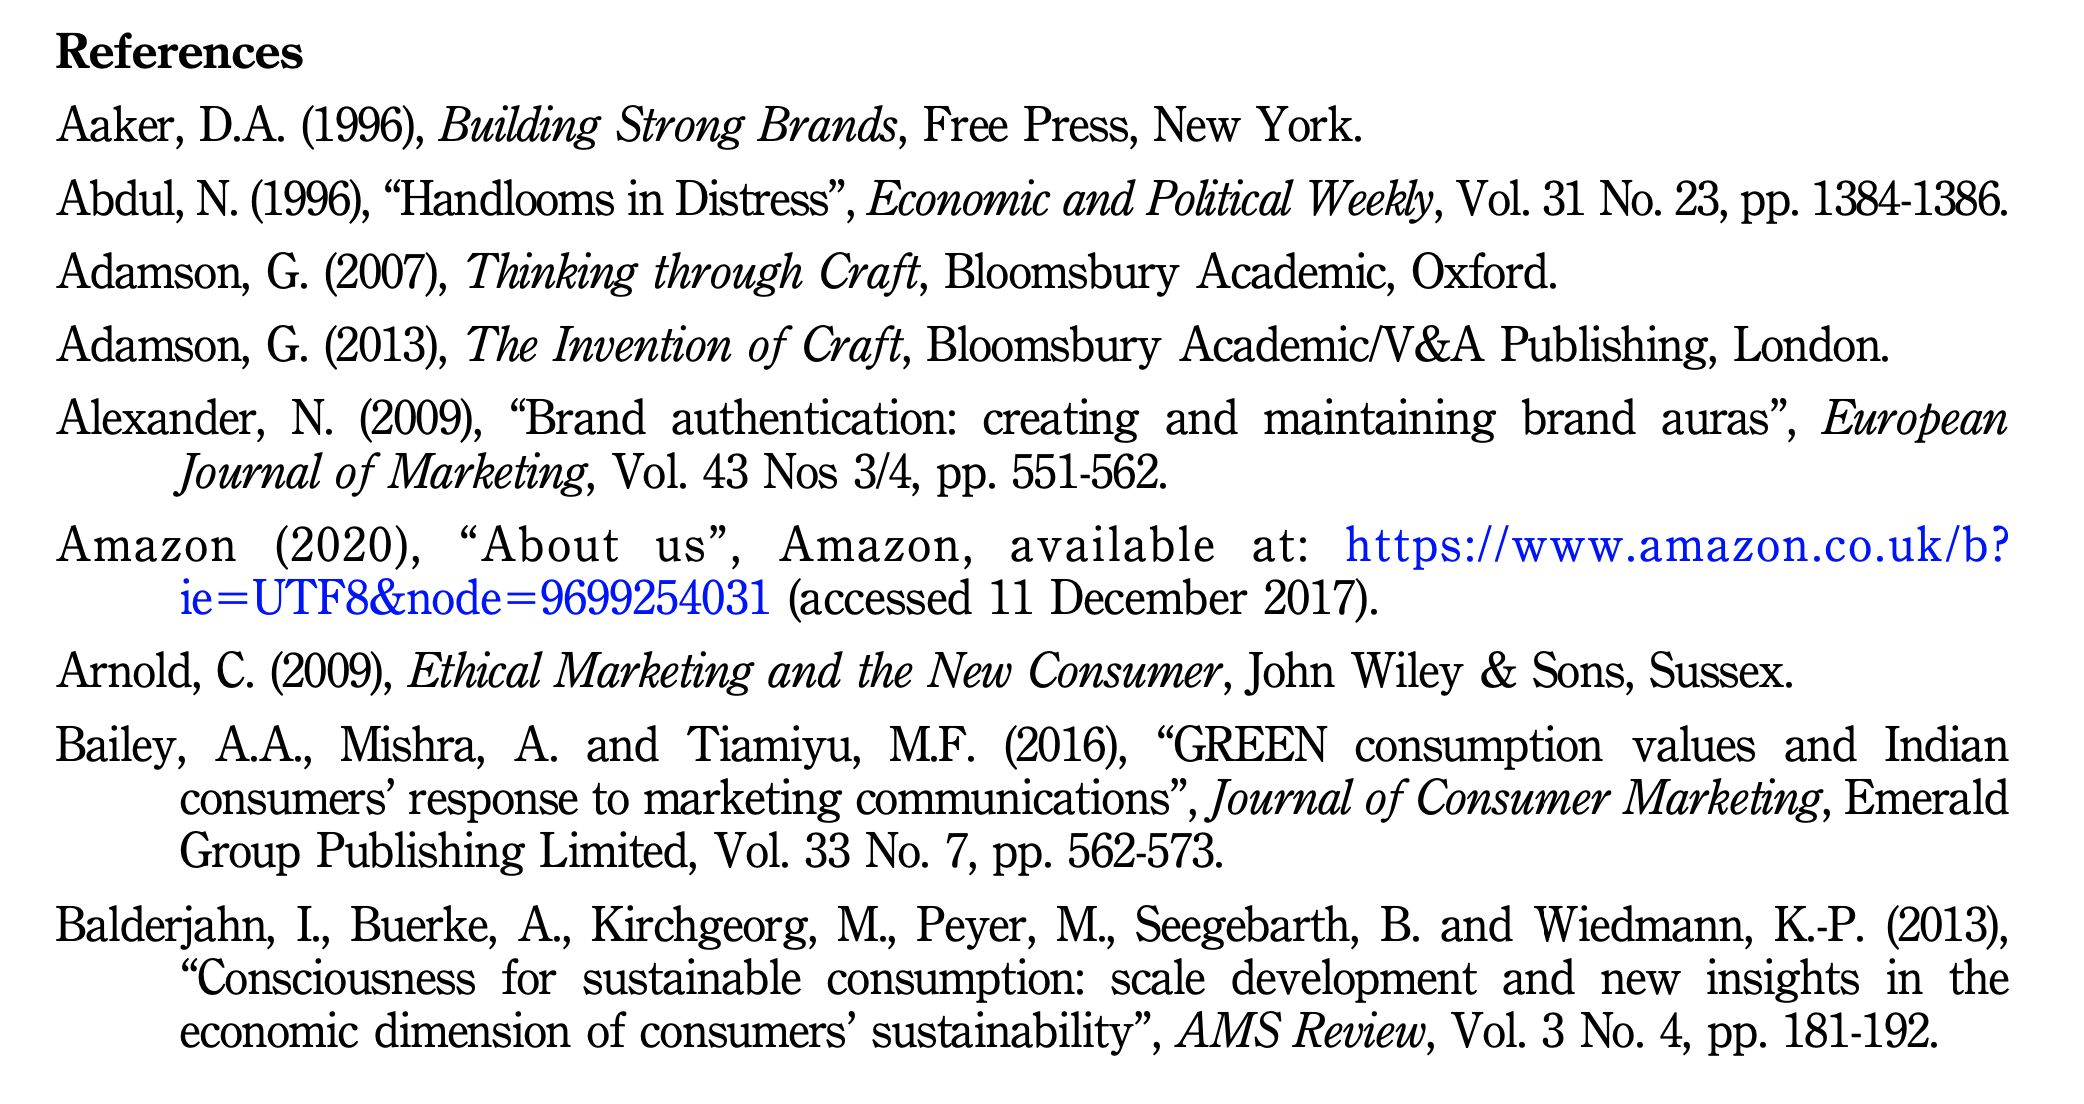 References
Aaker, D.A. (1996), Building Strong Brands, Free Press, New York.
Abdul, N. (1996), “Handlooms in Distress”, Economic and Political Weekly, Vol. 31 No. 23, pp. 1384-1386.
Adamson, G. (2007), Thinking through Craft, Bloomsbury Academic, Oxford.
Adamson, G. (2013), The Invention of Craft, Bloomsbury Academic/V&A Publishing, London.
Alexander, N. (2009), “Brand authentication: creating and maintaining brand auras”, European
Journal of Marketing, Vol. 43 Nos 3/4, pp. 551-562.
Amazon (2020), “About us”, Amazon, available at: https://www.amazon.co.uk/b?
ie=UTF8&node=9699254031 (accessed 11 December 2017).
Arnold, C. (2009), Ethical Marketing and the New Consumer, John Wiley & Sons, Sussex.
Bailey, A.A., Mishra, A. and Tiamiyu, M.F. (2016), “GREEN consumption values and Indian
consumers’ response to marketing communications”, Journal of Consumer Marketing, Emerald
Group Publishing Limited, Vol. 33 No. 7, pp. 562-573.
Balderjahn, I., Buerke, A., Kirchgeorg, M., Peyer, M., Seegebarth, B. and Wiedmann, K.-P. (2013),
“Consciousness for sustainable consumption: scale development and new insights in the
economic dimension of consumers’ sustainability”, AMS Review, Vol. 3 No. 4, pp. 181-192.